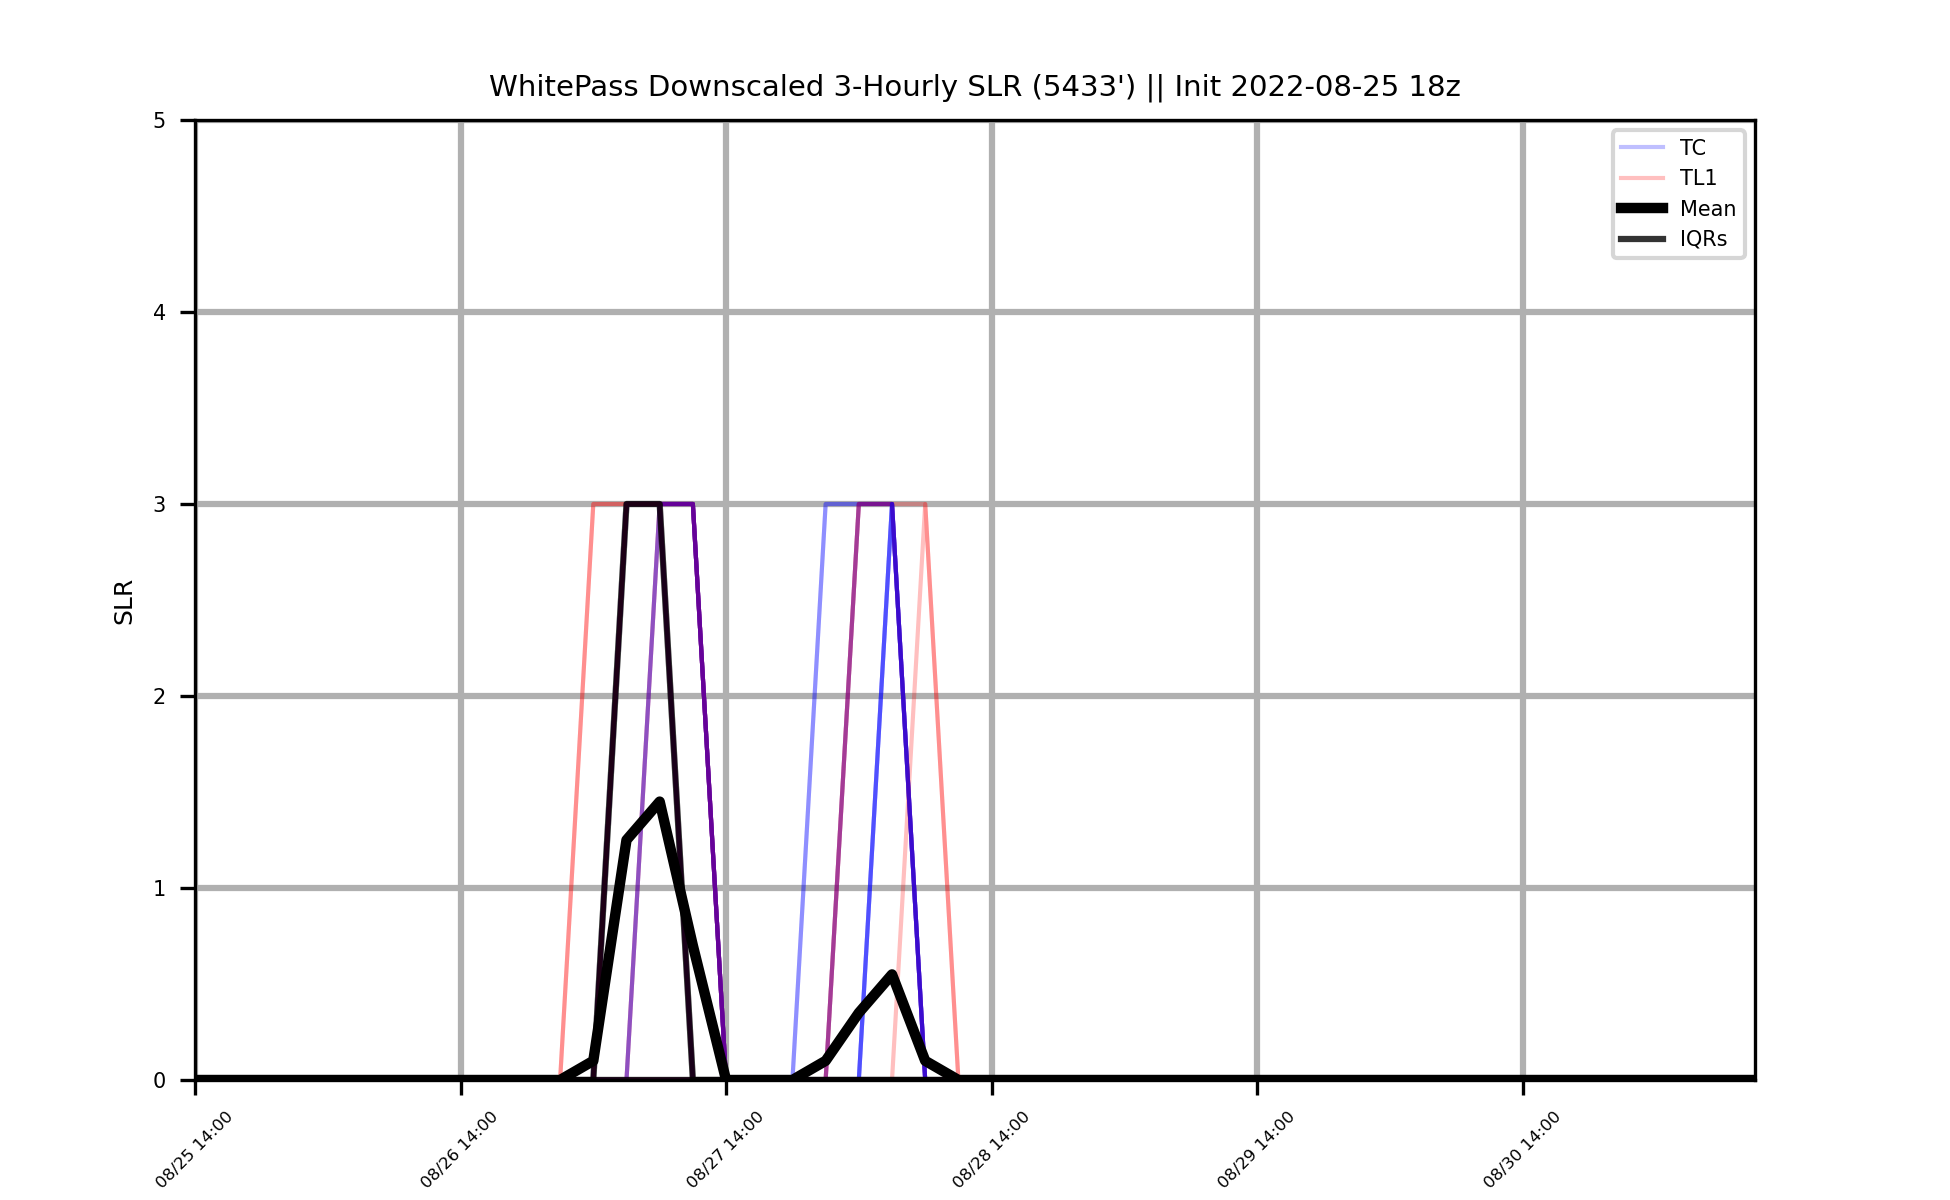 WhitePass Downscaled 3-Hourly SLR (5433') || Init 2022-08-25 18z
5
4
3
2
1
0
SLR
TC
TL1
Mean
IQRs
08/25 14:00
08/26 14:00
08/27 14:00
08/28 14:00
08/29 14:00
08/30 14:00